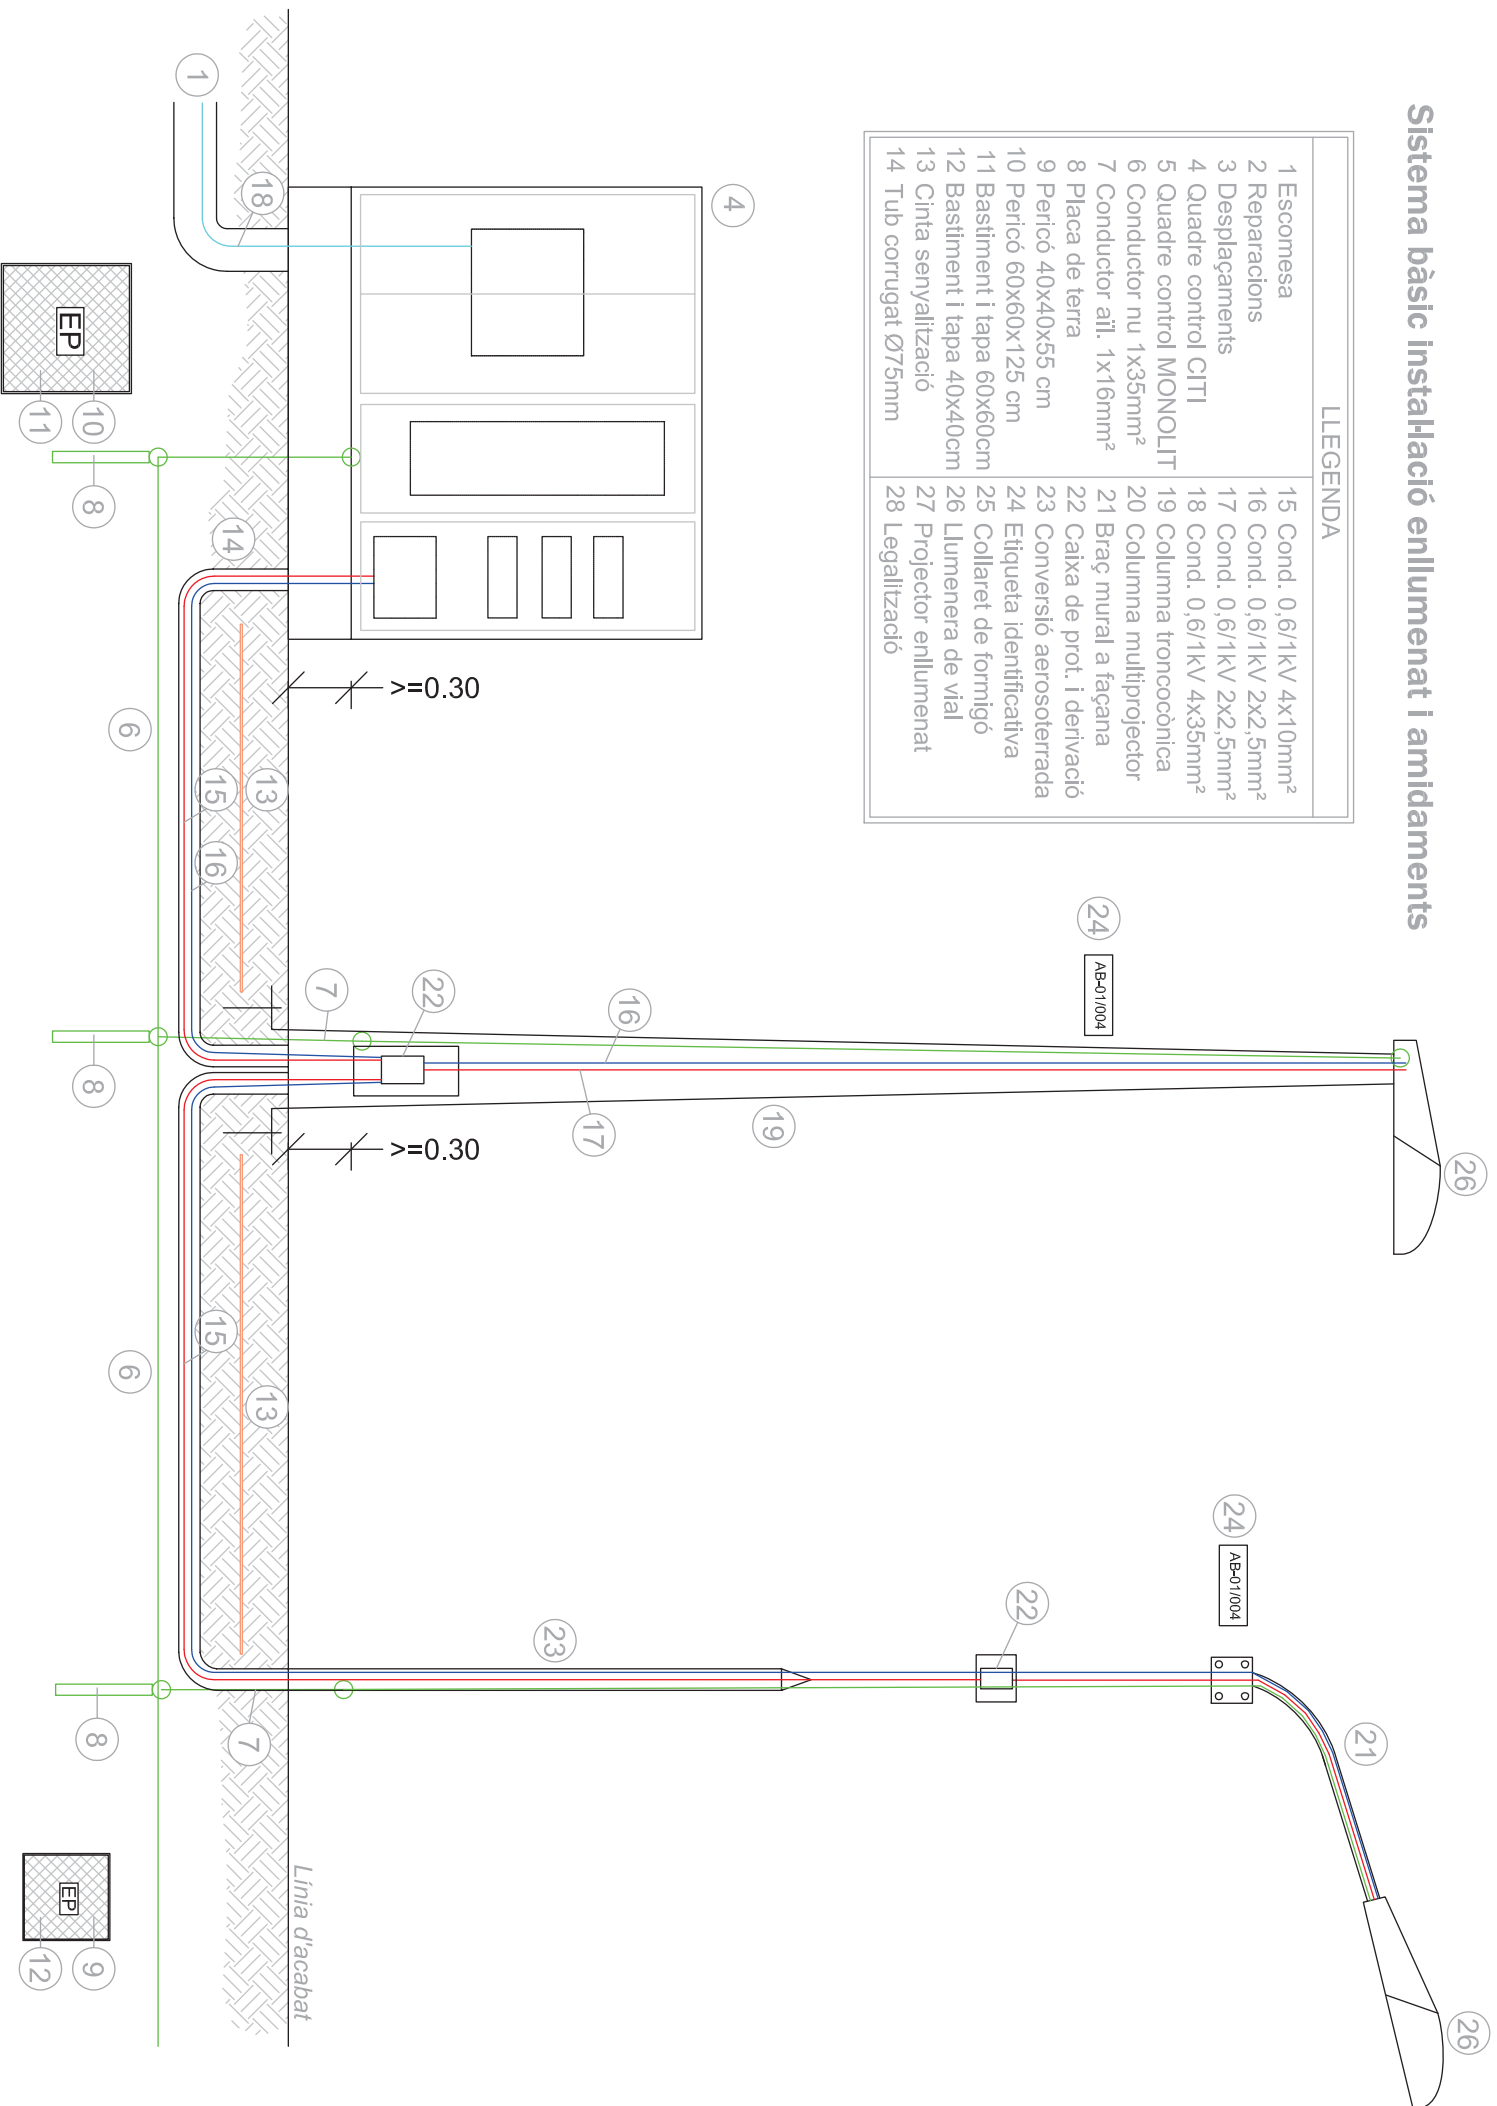 Sistema bàsic instal·lació enllumenat i amidaments
LLEGENDA
1 Escomesa
2 Reparacions
3 Desplaçaments
4 Quadre control CITI
5 Quadre control MONOLIT
6 Conductor nu 1x35mm²
7 Conductor aïll. 1x16mm²
8 Placa de terra
9 Pericó 40x40x55 cm
10 Pericó 60x60x125 cm
11 Bastiment i tapa 60x60cm
12 Bastiment i tapa 40x40cm
13 Cinta senyalització
14 Tub corrugat Ø75mm
15 Cond. 0,6/1kV 4x10mm²
16 Cond. 0,6/1kV 2x2,5mm²
17 Cond. 0,6/1kV 2x2,5mm²
18 Cond. 0,6/1kV 4x35mm²
19 Columna troncocònica
20 Columna multiprojector
21 Braç mural a façana
22 Caixa de prot. i derivació
23 Conversió aerosoterrada
24 Etiqueta identificativa
25 Collaret de formigó
26 Llumenera de vial
27 Projector enllumenat
28 Legalització
26
26
24
AB-01/004
24
AB-01/004
21
4
16
17
19
22
22
23
>=0.30
>=0.30
7
Línia d'acabat
1
18
14
13
15
16
13
15
7
6
6
EP
10
11
8
8
8
EP
9
12